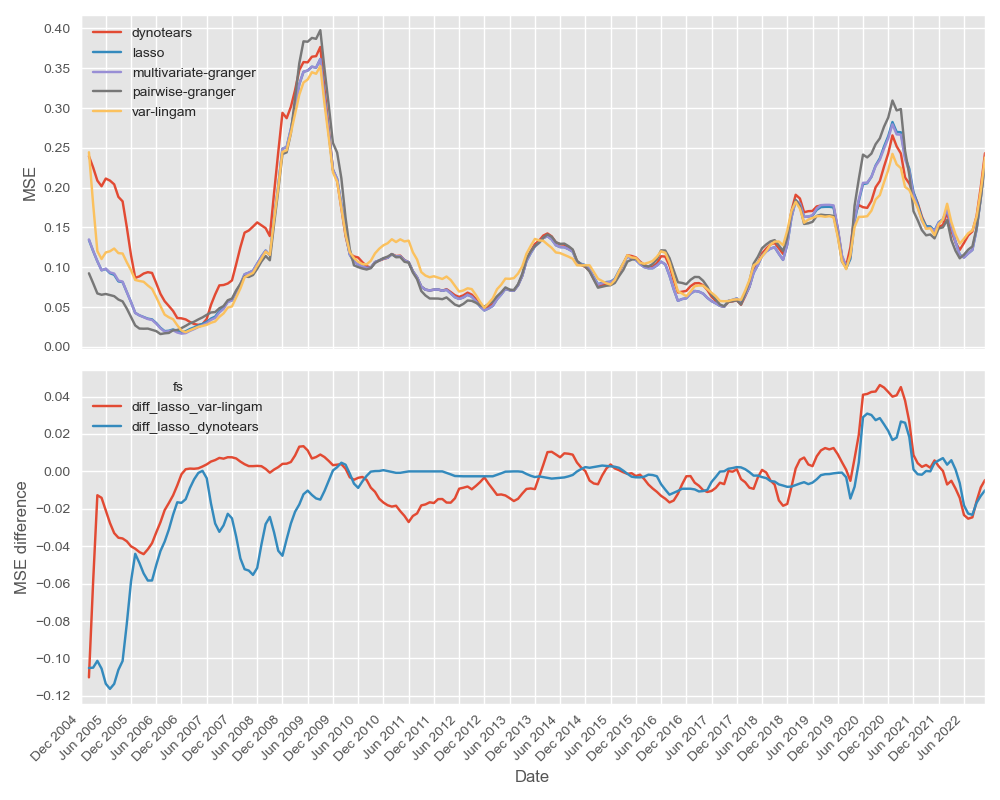 0.40
0.35
0.30
0.25
0.20
0.15
0.10
0.05
0.00
MSE
dynotears
lasso
multivariate-granger
pairwise-granger
var-lingam
0.04
0.02
0.00
−0.02
−0.04
−0.06
−0.08
−0.10
−0.12
MSE difference
fs
diff_lasso_var-lingam
diff_lasso_dynotears
Dec 2004
Jun 2005
Dec 2005
Jun 2006
Dec 2006
Jun 2007
Dec 2007
Jun 2008
Dec 2008
Jun 2009
Dec 2009
Jun 2010
Dec 2010
Jun 2011
Dec 2011
Jun 2012
Dec 2012
Jun 2013
Dec 2013
Jun 2014
Dec 2014
Jun 2015
Dec 2015
Jun 2016
Dec 2016
Jun 2017
Dec 2017
Jun 2018
Dec 2018
Jun 2019
Dec 2019
Jun 2020
Dec 2020
Jun 2021
Dec 2021
Jun 2022
Date